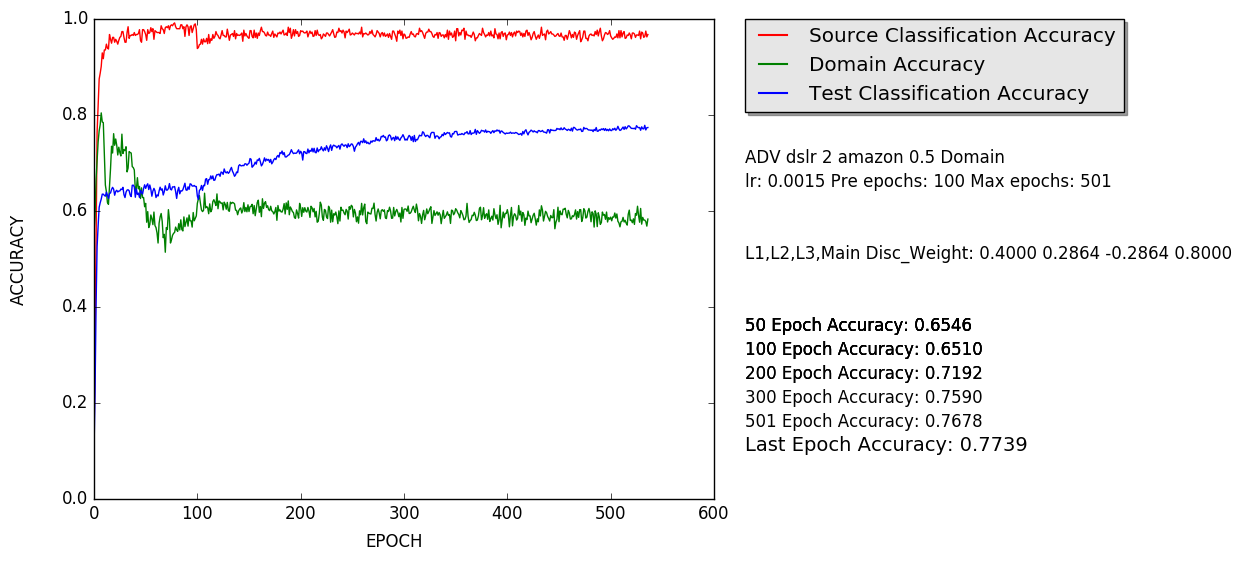 1.0
0.8
0.6
0.4
0.2
0.0
0 100 200 300 400 500 600
ACCURACY
EPOCH
Source Classification Accuracy
Domain Accuracy
Test Classification Accuracy
ADV dslr 2 amazon 0.5 Domain
lr: 0.0015 Pre epochs: 100 Max epochs: 501
L1,L2,L3,Main Disc_Weight: 0.4000 0.2864 -0.2864 0.8000
50 Epoch Accuracy: 0.6546
100 Epoch Accuracy: 0.6510
200 Epoch Accuracy: 0.7192
300 Epoch Accuracy: 0.7590
501 Epoch Accuracy: 0.7678
Last Epoch Accuracy: 0.7739